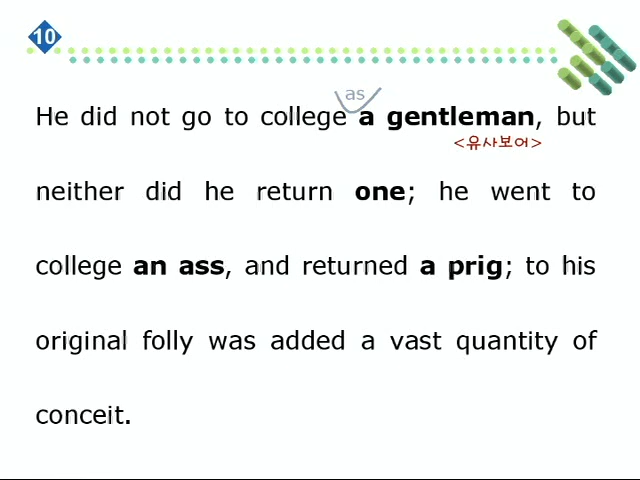 10
as
He did not go to college a gentleman, but
<유사보어>
neither did he return one; he went to
college an ass, and returned a prig; to his
original folly was added a vast quantity of
conceit.